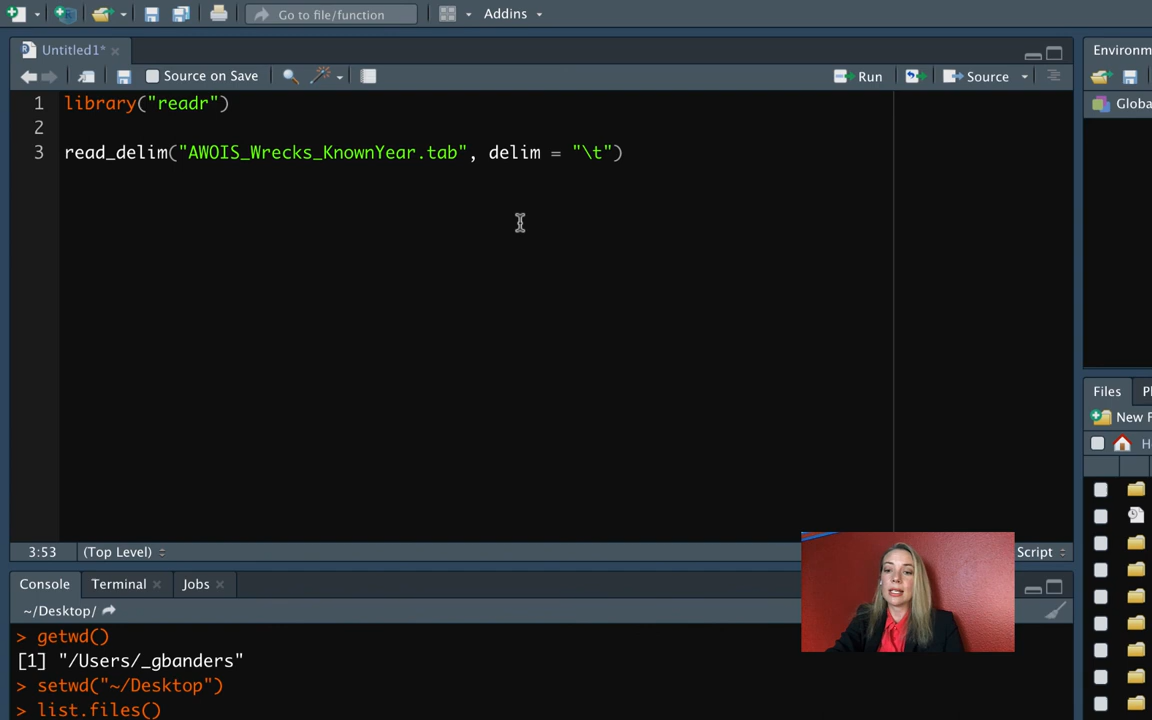 Go to file/function
Addins
Untitled1*
Source on Save
Run
Source
1 library("readr")
2
3 read_delim("AWOIS_Wrecks_KnownYear.tab", delim = "\t")
3:53
(Top Level)
Script
Console
Terminal
Jobs
~/Desktop/
> getwd()
[1] "/Users/_gbanders"
> setwd("~/Desktop")
> list.files()
Environm
Globa
Files
Pl
New F
H